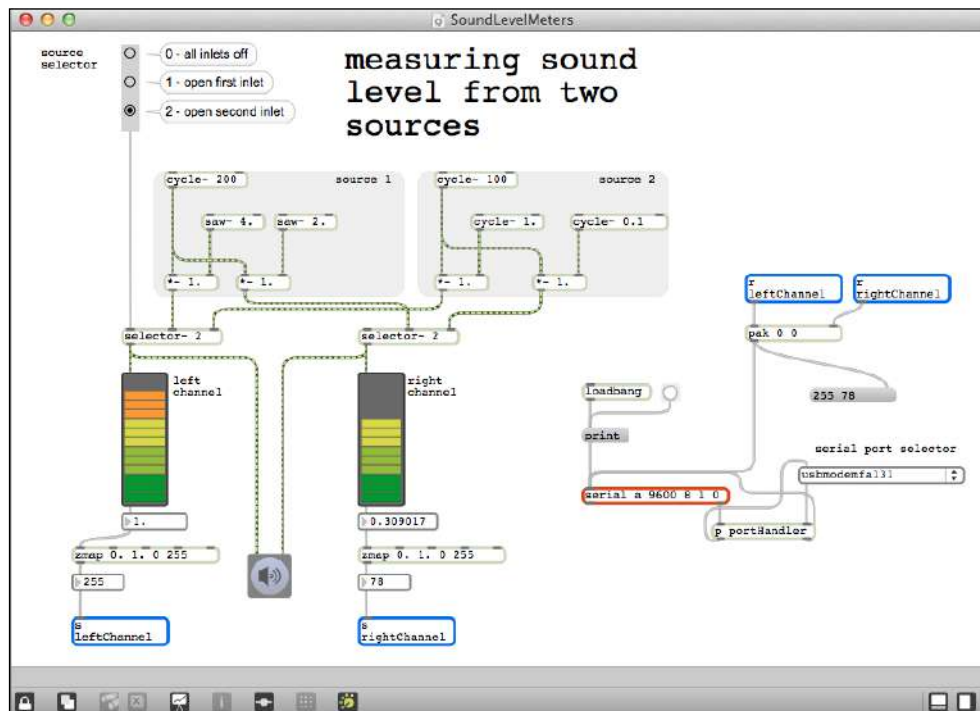 SoundLevelMeters
source
selector
0 - all inlets off
1 - open first inlet
2 - open second inlet
measuring sound
level from two
sources
cycle~ 200
source 1
saw~ 4.
saw~ 2.
*~ 1.
*~ 1.
cycle~ 100
source 2
cycle~ 1.
cycle~ 0.1
*~ 1.
*~ 1.
selector~ 2
selector~ 2
left
channel
right
channel
1.
0.309017
zmap 0. 1. 0 255
zmap 0. 1. 0 255
255
78
s
leftChannel
s
rightChannel
r
leftChannel
r
rightChannel
pak 0 0
255 78
loadbang
print
serial port selector
usbmodemfa131
serial a 9600 8 1 0
p portHandler